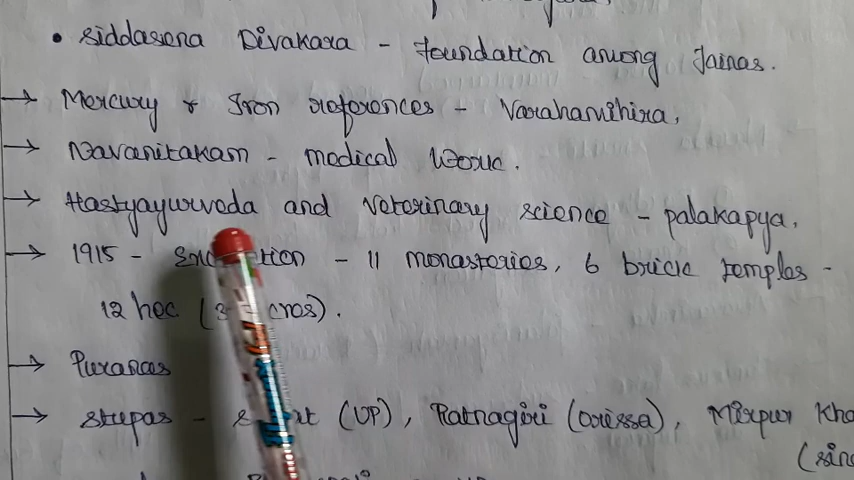 • Siddasena Divakara - Foundation among Jainas.
→ Mercury & Iron references - Varahamihira.
→ Navanitakam - medical work.
→ Hastyayurveda and Veterinary science - palakapya.
→ 1915 - - 11 monasteries, 6 brick temples -
12 hec (
→ Puranas
→ Stupas - (UP), Ratnagiri (Orissa), Mirpur Kha
(Sin